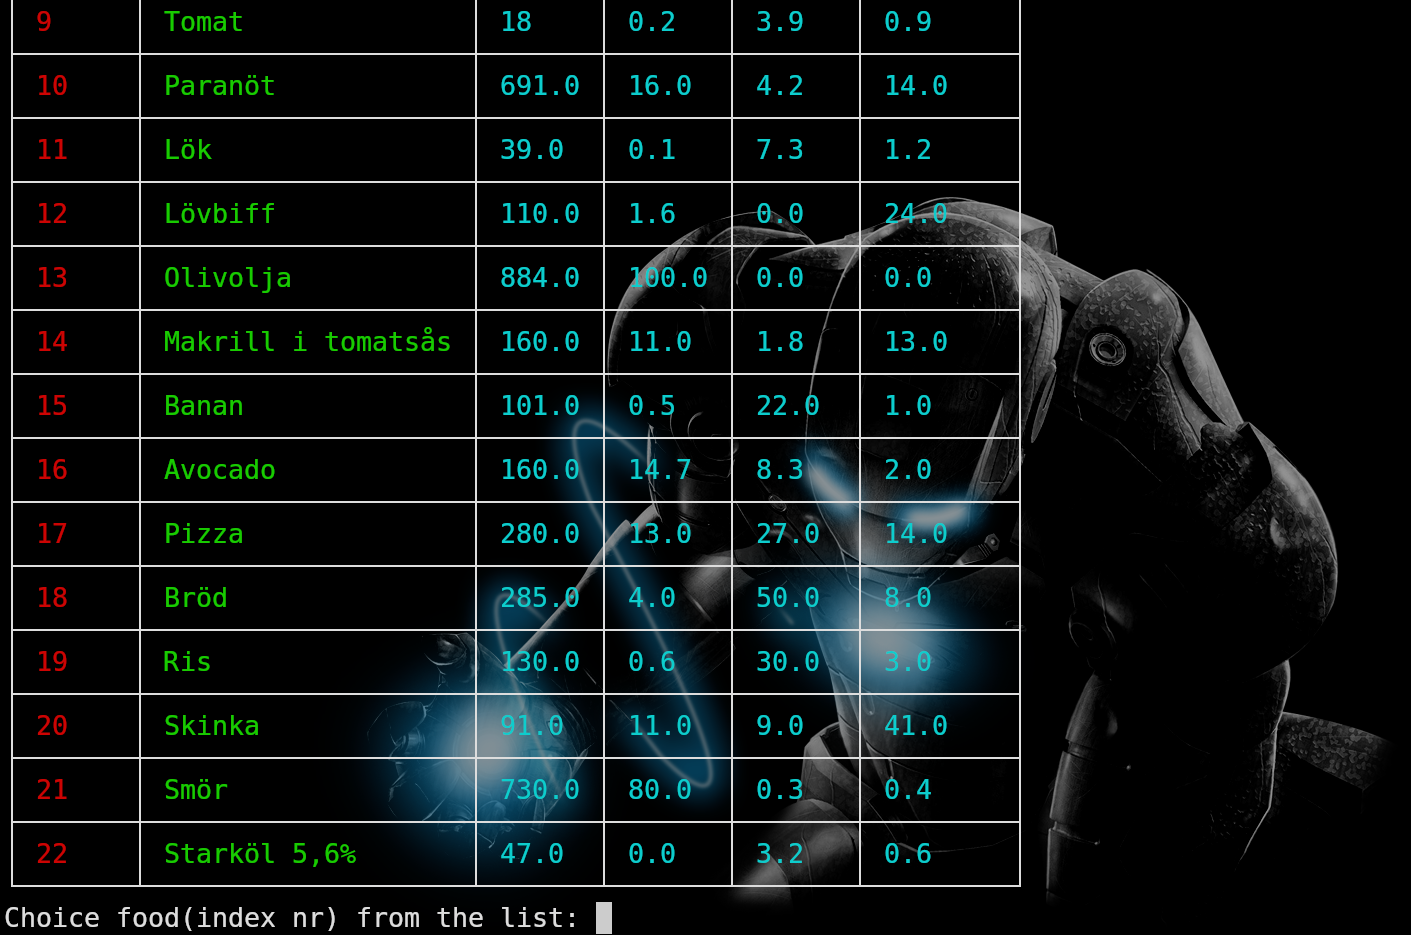 9 Tomat 18 0.2 3.9 0.9
10 Paranöt 691.0 16.0 4.2 14.0
11 Lök 39.0 0.1 7.3 1.2
12 Lövbiff 110.0 1.6 0.0 24.0
13 Olivolja 884.0 100.0 0.0 0.0
14 Makrill i tomatsås 160.0 11.0 1.8 13.0
15 Banan 101.0 0.5 22.0 1.0
16 Avocado 160.0 14.7 8.3 2.0
17 Pizza 280.0 13.0 27.0 14.0
18 Bröd 285.0 4.0 50.0 8.0
19 Ris 130.0 0.6 30.0 3.0
20 Skinka 91.0 11.0 9.0 41.0
21 Smör 730.0 80.0 0.3 0.4
22 Starköl 5,6% 47.0 0.0 3.2 0.6
Choice food(index nr) from the list: